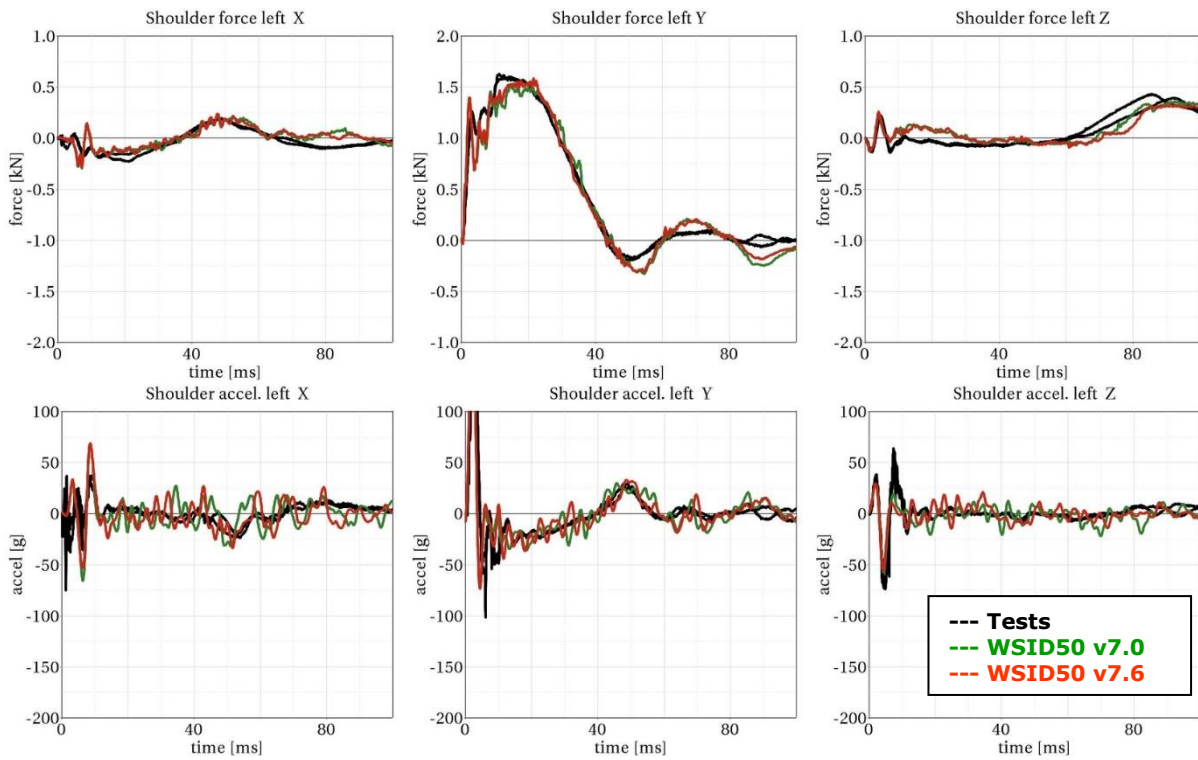 Shoulder force left X
Shoulder force left Y
Shoulder force left Z
1.0
0.5
0.0
-0.5
-1.0
-1.5
-2.0
force [kN]
0
40
80
time [ms]
2.0
1.5
1.0
0.5
0.0
-0.5
-1.0
force [kN]
0
40
80
time [ms]
1.0
0.5
0.0
-0.5
-1.0
-1.5
-2.0
force [kN]
0
40
80
time [ms]
Shoulder accel. left X
Shoulder accel. left Y
Shoulder accel. left Z
100
50
0
-50
-100
-150
-200
accel [g]
0
40
80
time [ms]
100
50
0
-50
-100
-150
-200
accel [g]
0
40
80
time [ms]
100
50
0
-50
-100
-150
-200
accel [g]
0
40
80
time [ms]
--- Tests
--- WSID50 v7.0
--- WSID50 v7.6